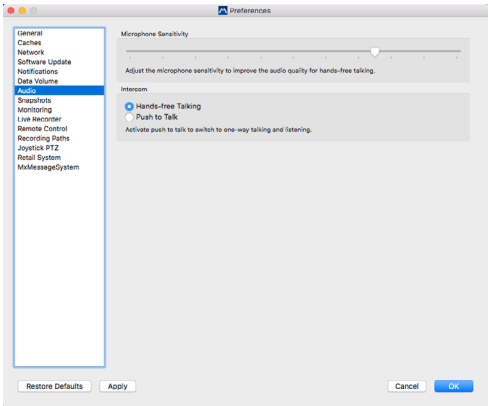 Preferences
General
Caches
Network
Software Update
Notifications
Data Volume
Audio
Snapshots
Monitoring
Live Recorder
Remote Control
Recording Paths
Joystick PTZ
Retail System
MxMessageSystem
Microphone Sensitivity
Adjust the microphone sensitivity to improve the audio quality for hands-free talking.
Intercom
Hands-free Talking
Push to Talk
Activate push to talk to switch to one-way talking and listening.
Restore Defaults
Apply
Cancel
OK